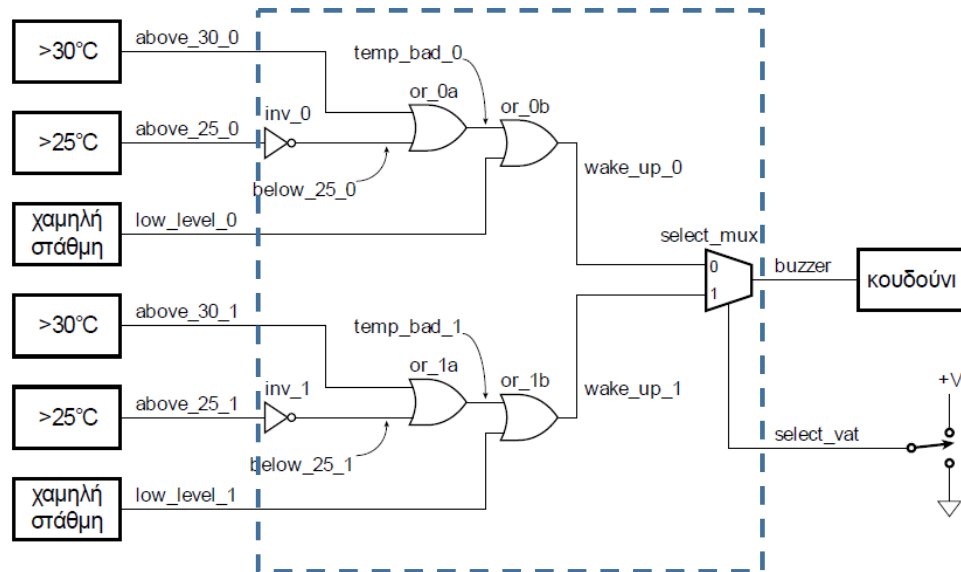 >30°C
above_30_0
temp_bad_0
or_0a
or_0b
inv_0
>25°C
above_25_0
wake_up_0
below_25_0
χαμηλή
στάθμη
low_level_0
select_mux
0
1
buzzer
κουδούνι
>30°C
above_30_1
temp_bad_1
or_1a
or_1b
inv_1
>25°C
above_25_1
wake_up_1
+V
select_vat
below_25_1
χαμηλή
στάθμη
low_level_1